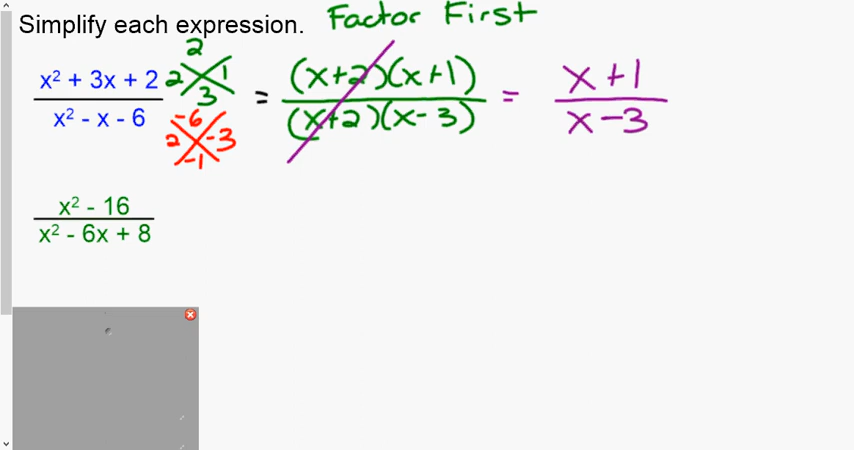 Factor First
Simplify each expression.
x² + 3x + 2
x² - x - 6
2
2 1
3
-6
2 -3
-1
=
(x+2)(x+1)
(x+2)(x-3)
=
x+1
x-3
x² - 16
x² - 6x + 8